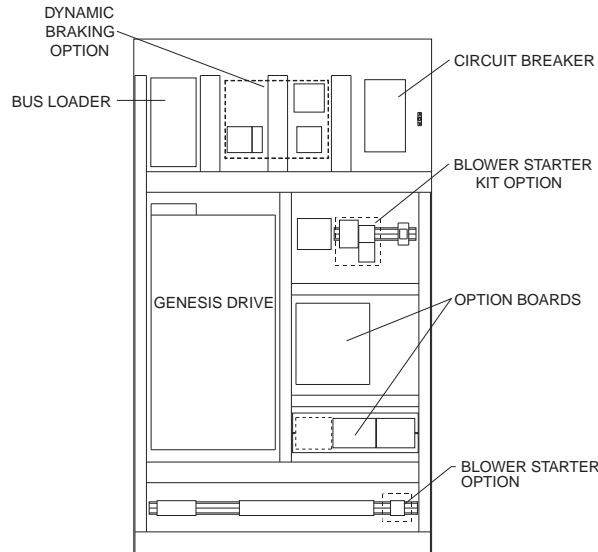 DYNAMIC
BRAKING
OPTION
CIRCUIT BREAKER
BUS LOADER
BLOWER STARTER
KIT OPTION
GENESIS DRIVE
OPTION BOARDS
BLOWER STARTER
OPTION